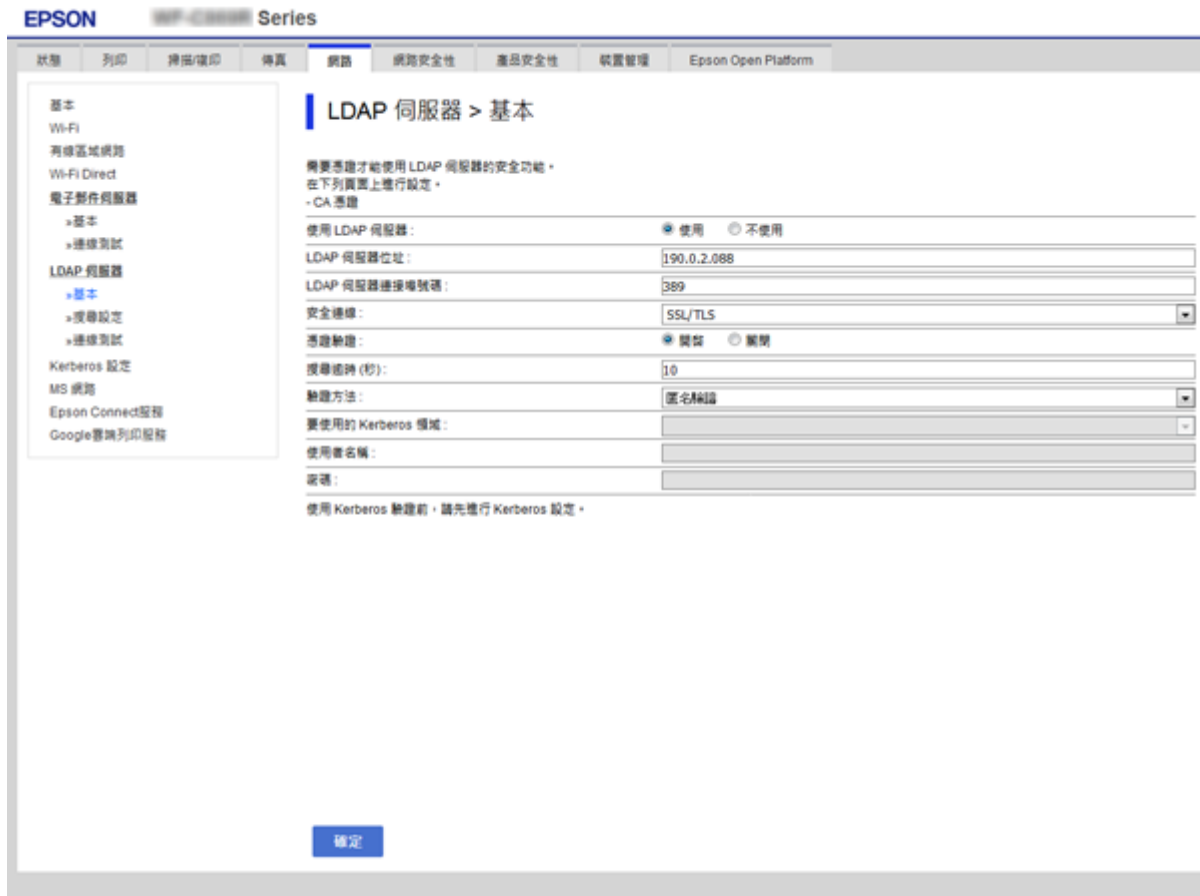 EPSON Series
狀態 列印 掃描/複印 傳真 網路 網路安全性 產品安全性 裝置管理 Epson Open Platform
基本
Wi-Fi
有線區域網路
Wi-Fi Direct
電子郵件伺服器
»基本
»連線測試
LDAP 伺服器
»基本
»搜尋設定
»連線測試
Kerberos 設定
MS 網路
Epson Connect服務
Google雲端列印服務
LDAP 伺服器 > 基本
需要憑證才能使用 LDAP 伺服器的安全功能。
在下列頁面上進行設定。
- CA 憑證
使用 LDAP 伺服器 : 使用 不使用
LDAP 伺服器位址 : 190.0.2.088
LDAP 伺服器連接埠號碼 : 389
安全連線 : SSL/TLS
憑證驗證 : 開啟 關閉
搜尋逾時 (秒) : 10
驗證方法 : 匿名驗證
要使用的 Kerberos 領域 :
使用者名稱 :
密碼 :
使用 Kerberos 驗證前，請先進行 Kerberos 設定。
確定